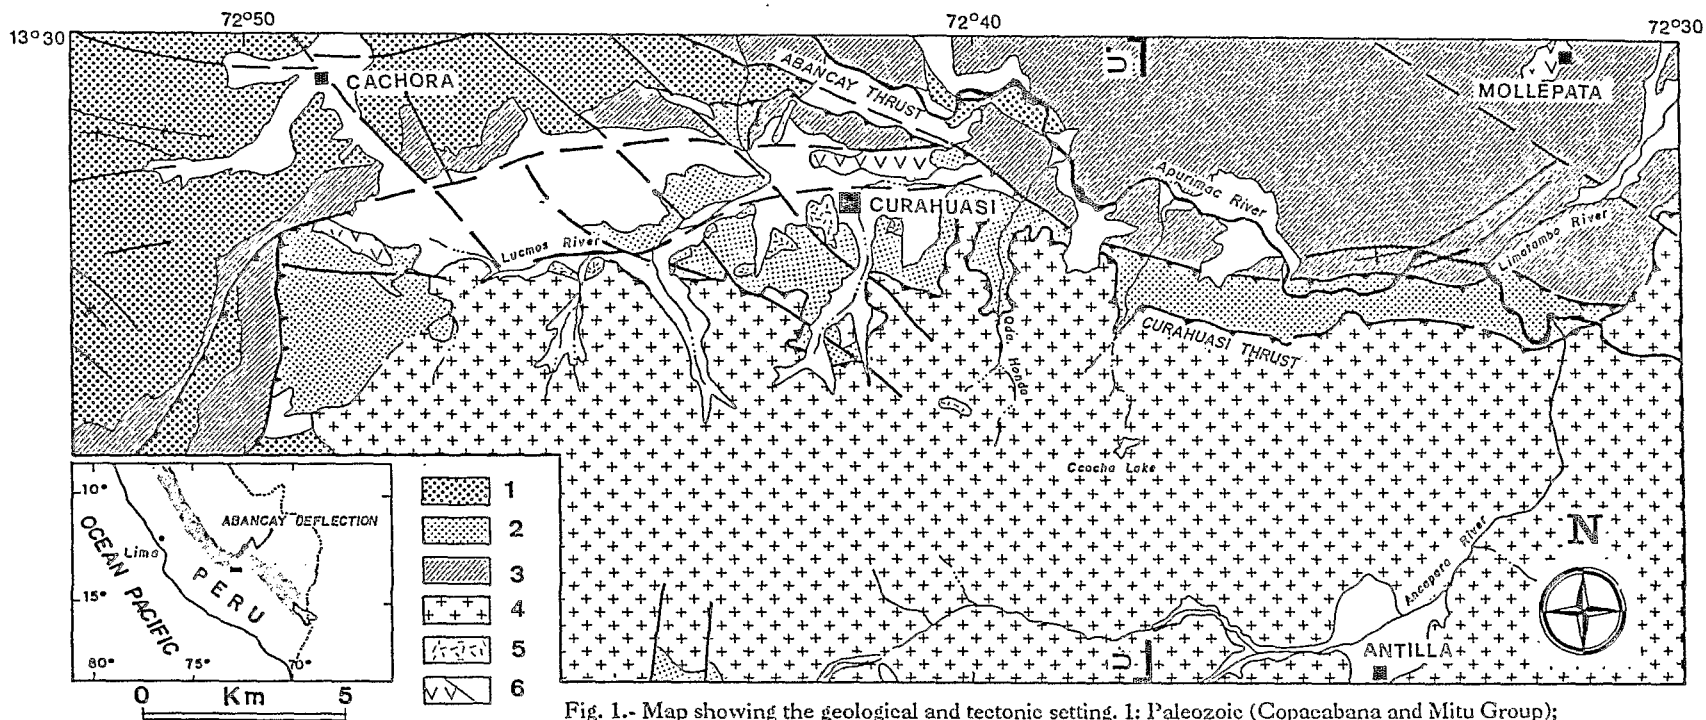 72°50
72°40
72°30
13°30
CACHORA
ABANCAY THRUST
U
MOLLEPATA
Apurimac River
CURAHUASI
Lucmos River
Limatambo River
CURAHUASI THRUST
Qda. Honda
Ccocha Lake
10°
ABANCAY DEFLECTION
OCEAN PACIFIC
Lima
PERU
15°
80°
75°
70°
0 Km 5
1
2
3
4
5
6
N
River
ANTILLA
U
Fig. 1.- Map showing the geological and tectonic setting. 1: Paleozoic (Copacabana and Mitu Group);